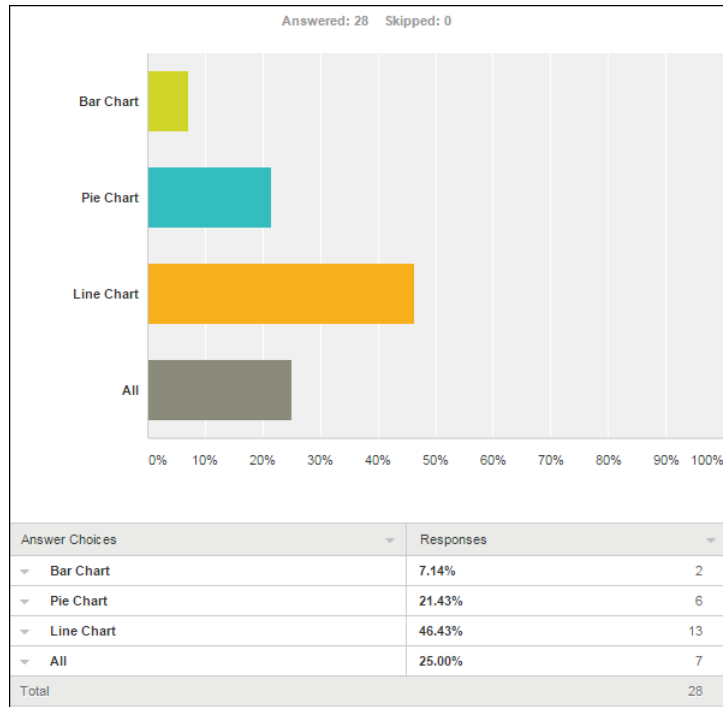 Answered: 28 Skipped: 0
Bar Chart
Pie Chart
Line Chart
All
0% 10% 20% 30% 40% 50% 60% 70% 80% 90% 100%
Answer Choices Responses
Bar Chart 7.14% 2
Pie Chart 21.43% 6
Line Chart 46.43% 13
All 25.00% 7
Total 28